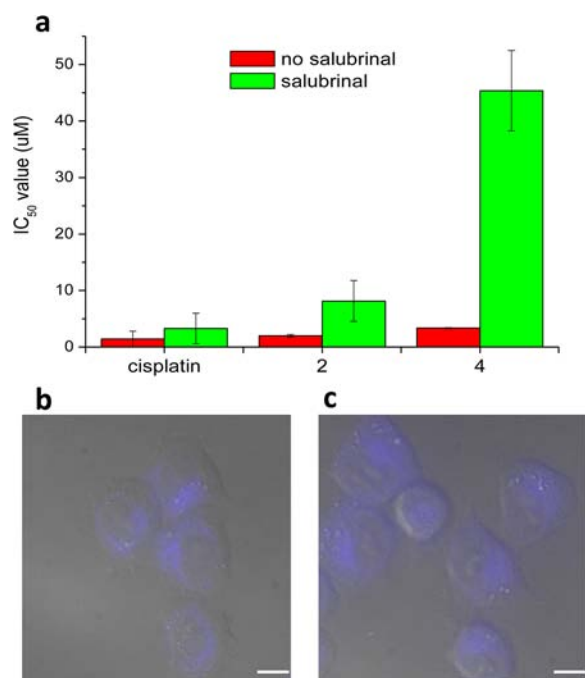 a
no salubrinal
salubrinal
50
40
30
20
10
0
IC50 value (uM)
cisplatin 2 4
b c